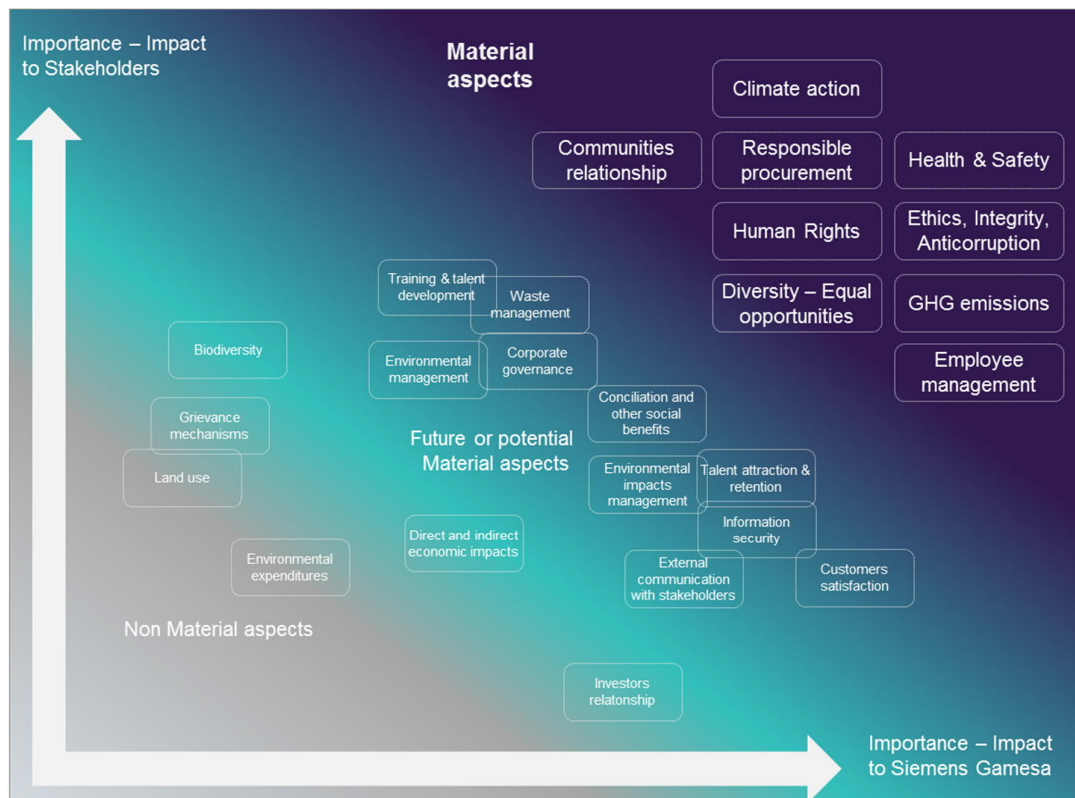 Importance – Impact
to Stakeholders
Material
aspects
Climate action
Communities
relationship
Responsible
procurement
Health & Safety
Human Rights
Ethics, Integrity,
Anticorruption
Training & talent
development
Waste
management
Diversity – Equal
opportunities
GHG emissions
Biodiversity
Environmental
management
Corporate
governance
Employee
management
Grievance
mechanisms
Conciliation and
other social
benefits
Future or potential
Material aspects
Land use
Environmental
impacts
management
Talent attraction &
retention
Information
security
Direct and indirect
economic impacts
Environmental
expenditures
External
communication
with stakeholders
Customers
satisfaction
Non Material aspects
Investors
relatonship
Importance – Impact
to Siemens Gamesa